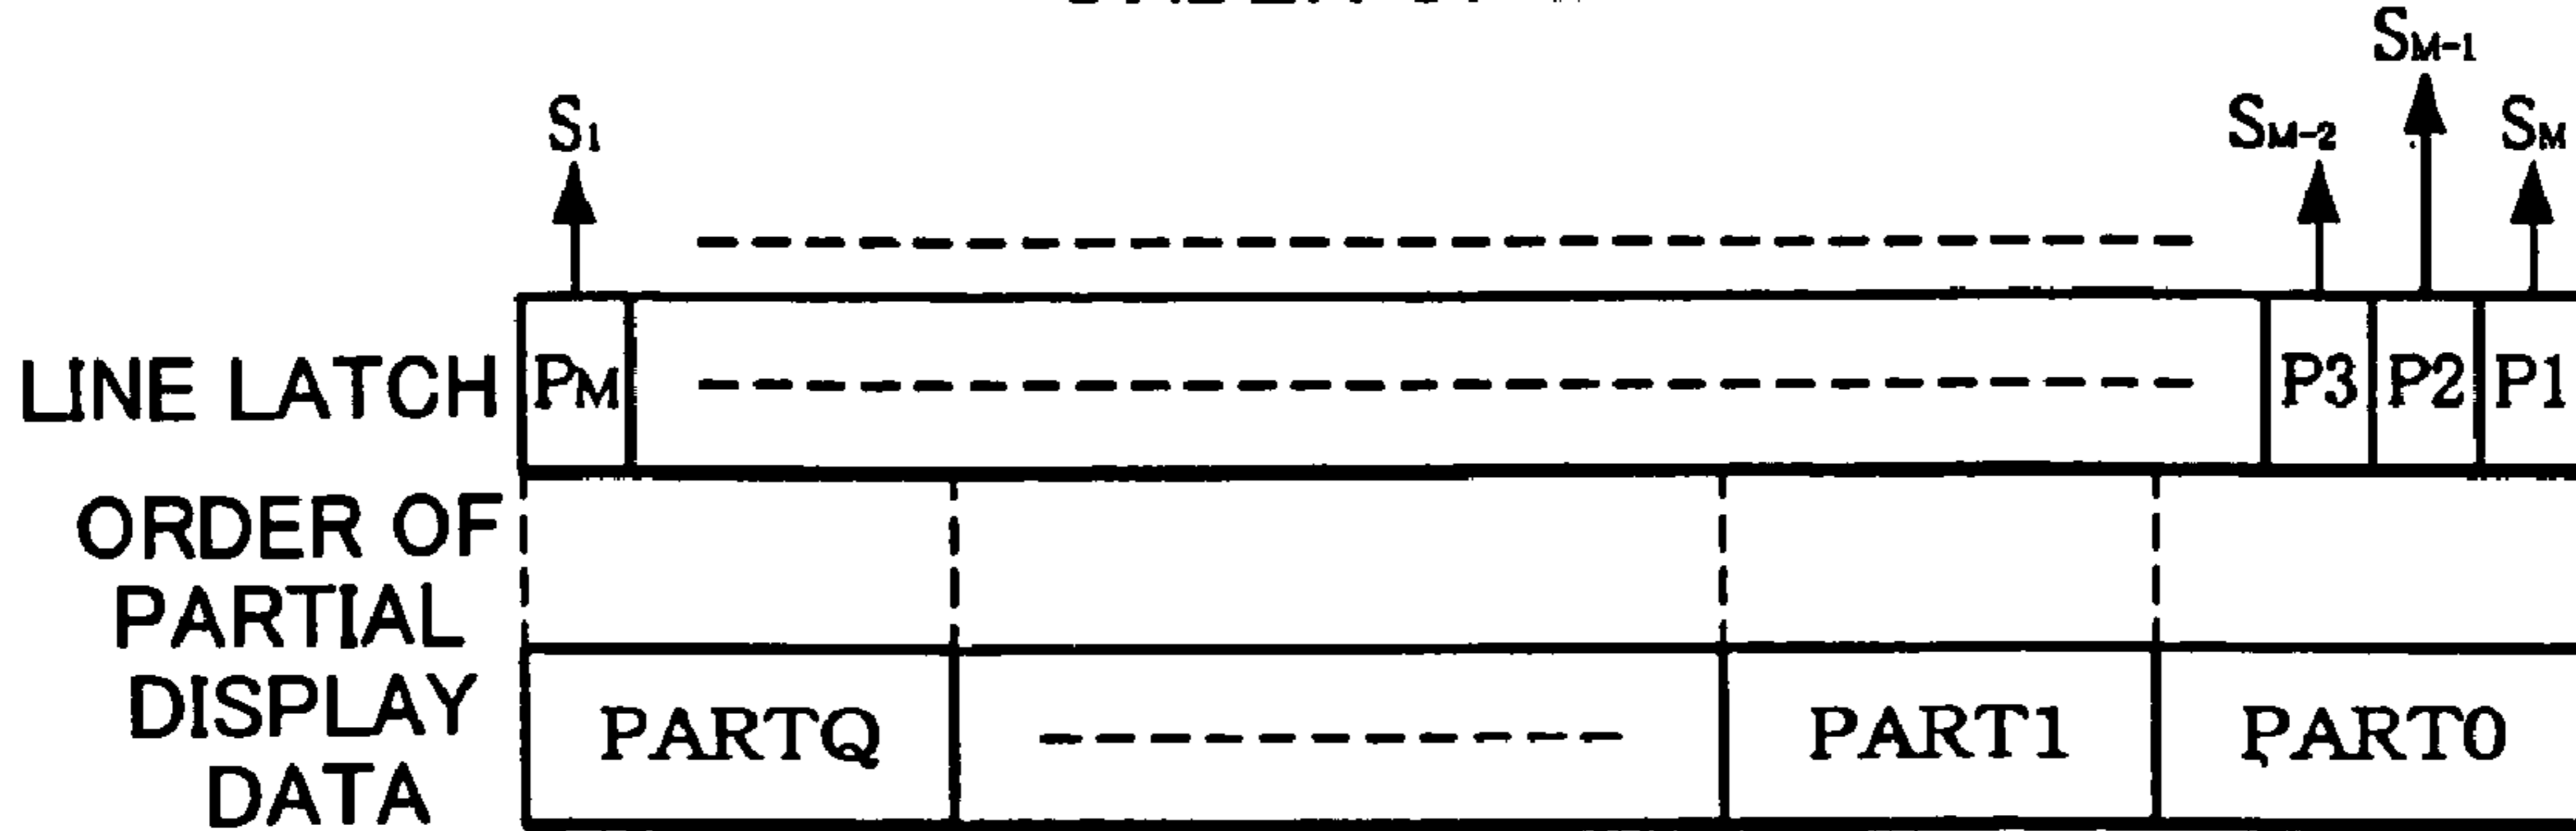 S1 SM-2 SM-1 SM
LINE LATCH PM P3 P2 P1
ORDER OF
PARTIAL
DISPLAY
DATA
PARTQ PART1 PART0